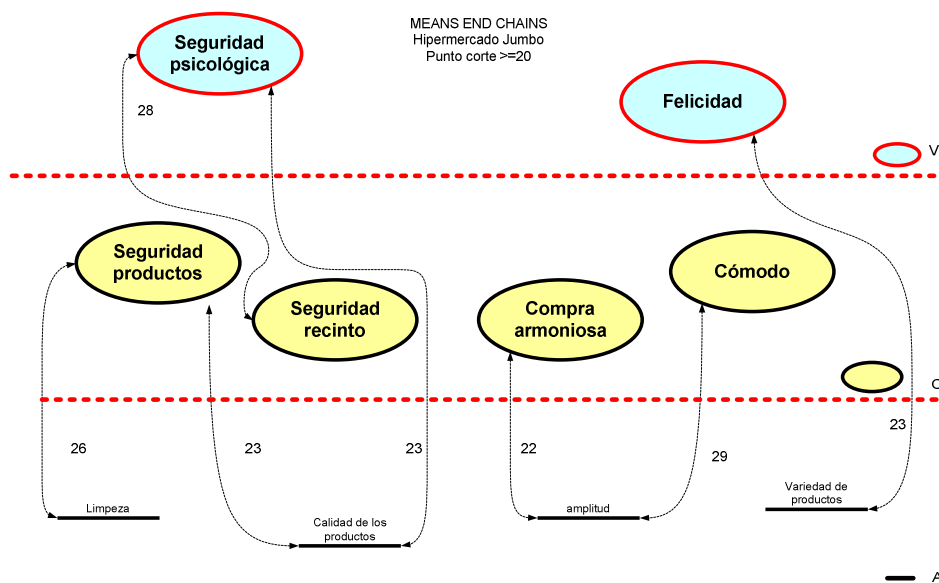 MEANS END CHAINS
Hipermercado Jumbo
Punto corte >=20
Seguridad
psicológica
Felicidad
28
V
Seguridad
productos
Seguridad
recinto
Compra
armoniosa
Cómodo
26
23
23
22
29
23
Limpeza
Calidad de los
productos
amplitud
Variedad de
productos
A